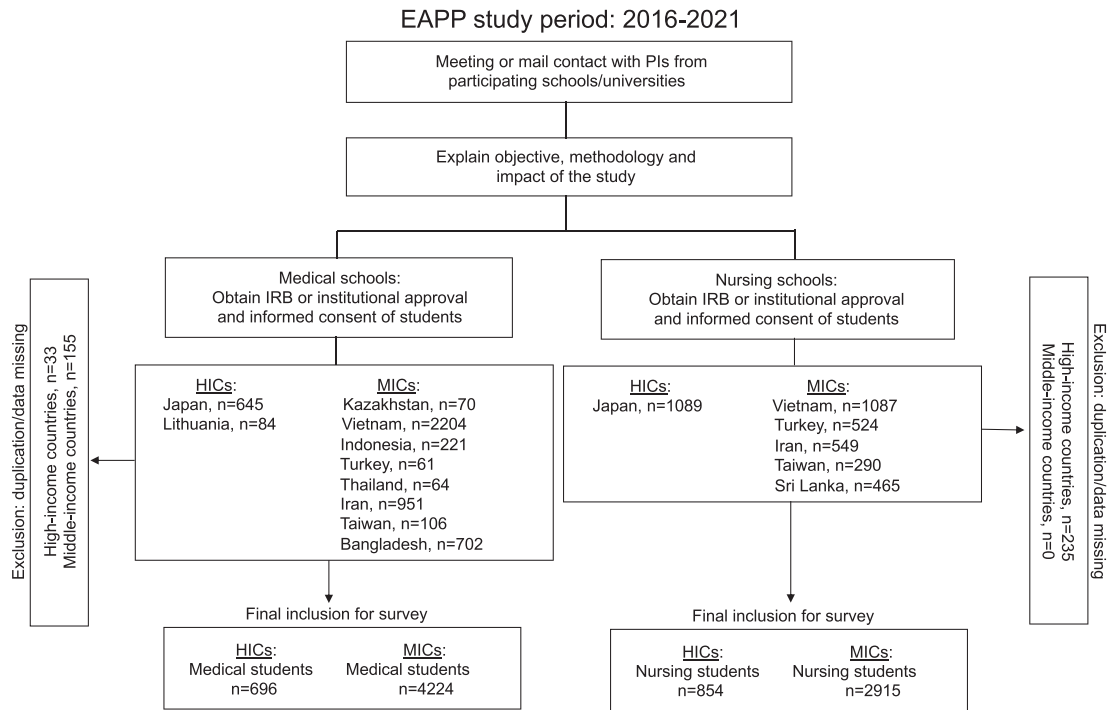 EAPP study period: 2016-2021
Meeting or mail contact with PIs from
participating schools/universities
Explain objective, methodology and
impact of the study
Medical schools:
Obtain IRB or institutional approval
and informed consent of students
Nursing schools:
Obtain IRB or institutional approval
and informed consent of students
Exclusion: duplication/data missing
High-income countries, n=33
Middle-income countries, n=155
HICs:
Japan, n=645
Lithuania, n=84
MICs:
Kazakhstan, n=70
Vietnam, n=2204
Indonesia, n=221
Turkey, n=61
Thailand, n=64
Iran, n=951
Taiwan, n=106
Bangladesh, n=702
HICs:
Japan, n=1089
MICs:
Vietnam, n=1087
Turkey, n=524
Iran, n=549
Taiwan, n=290
Sri Lanka, n=465
Exclusion: duplication/data missing
High-income countries, n=235
Middle-income countries, n=0
Final inclusion for survey
HICs:
Medical students
n=696
MICs:
Medical students
n=4224
Final inclusion for survey
HICs:
Nursing students
n=854
MICs:
Nursing students
n=2915